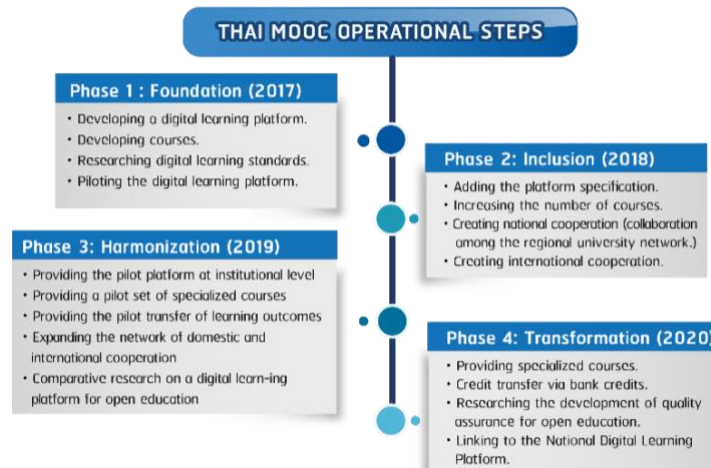 THAI MOOC OPERATIONAL STEPS
Phase 1 : Foundation (2017)
• Developing a digital learning platform.
• Developing courses.
• Researching digital learning standards.
• Piloting the digital learning platform.
Phase 2: Inclusion (2018)
• Adding the platform specification.
• Increasing the number of courses.
• Creating national cooperation (collaboration
among the regional university network.)
• Creating international cooperation.
Phase 3: Harmonization (2019)
• Providing the pilot platform at institutional level
• Providing a pilot set of specialized courses
• Providing the pilot transfer of learning outcomes
• Expanding the network of domestic and
international cooperation
• Comparative research on a digital learn-ing
platform for open education
Phase 4: Transformation (2020)
• Providing specialized courses.
• Credit transfer via bank credits.
• Researching the development of quality
assurance for open education.
• Linking to the National Digital Learning
Platform.